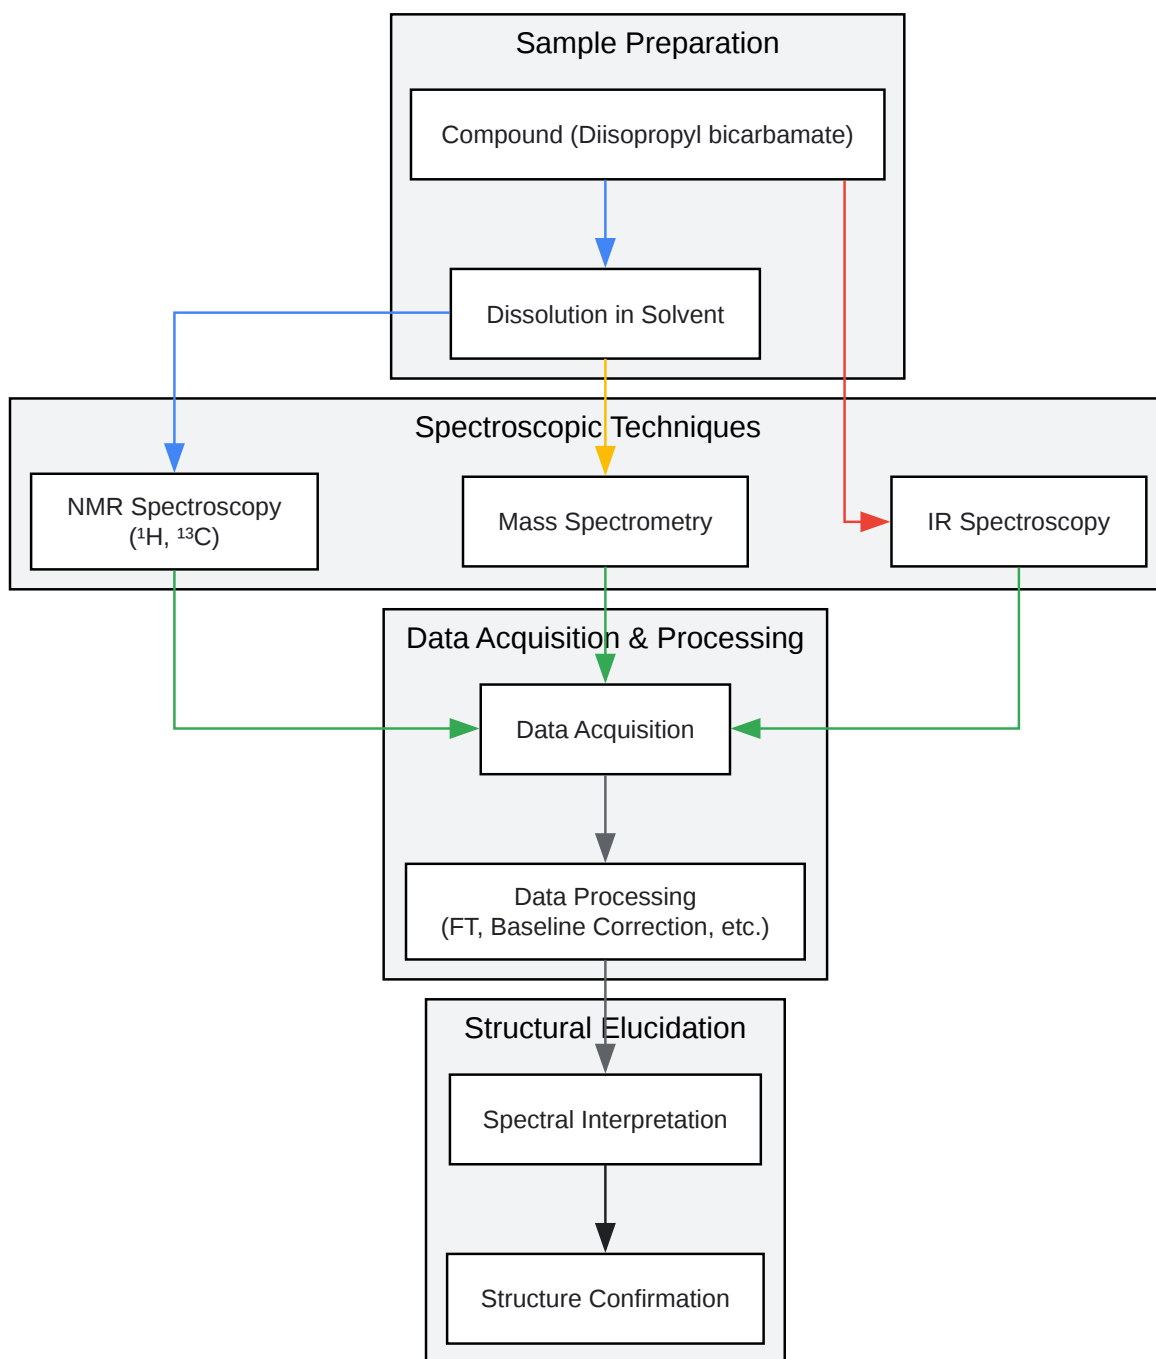 Sample Preparation
Compound (Diisopropyl bicarbamate)
Dissolution in Solvent
Spectroscopic Techniques
NMR Spectroscopy
(¹H, ¹³C)
Mass Spectrometry
IR Spectroscopy
Data Acquisition & Processing
Data Acquisition
Data Processing
(FT, Baseline Correction, etc.)
Structural Elucidation
Spectral Interpretation
Structure Confirmation